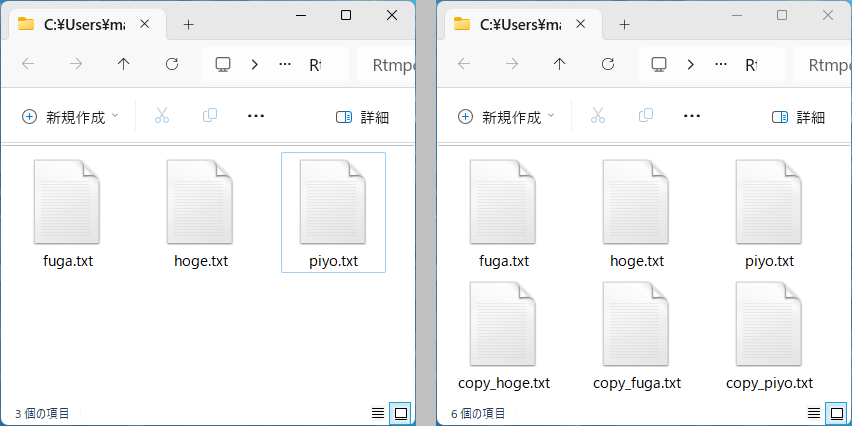 C:¥Users¥ma
Rt
Rtmp
新規作成
詳細
fuga.txt
hoge.txt
piyo.txt
3 個の項目
C:¥Users¥ma
Rt
Rtmp
新規作成
詳細
fuga.txt
hoge.txt
piyo.txt
copy_hoge.txt
copy_fuga.txt
copy_piyo.txt
6 個の項目